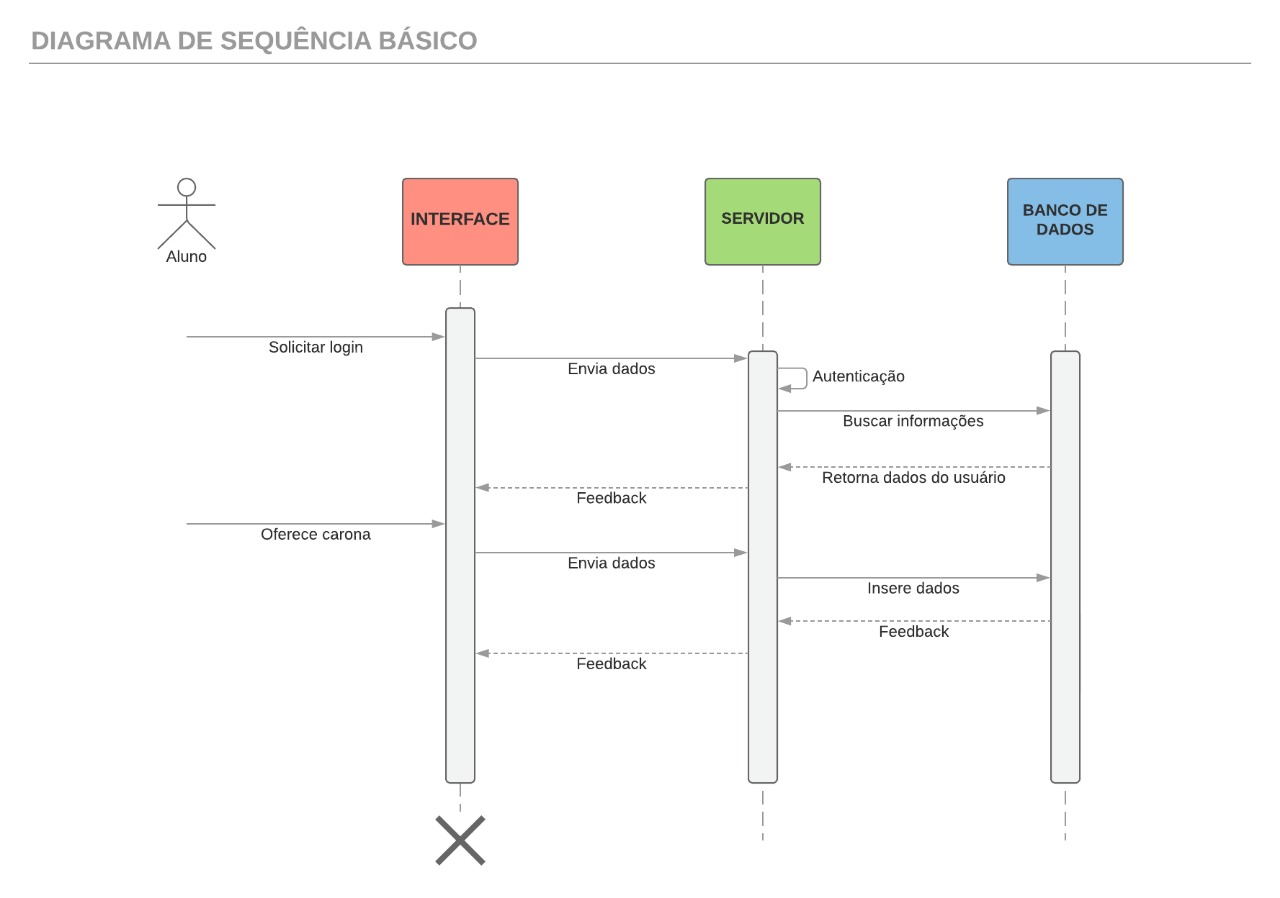 DIAGRAMA DE SEQUÊNCIA BÁSICO
Aluno
INTERFACE
SERVIDOR
BANCO DE
DADOS
Solicitar login
Envia dados
Autenticação
Buscar informações
Retorna dados do usuário
Feedback
Oferece carona
Envia dados
Insere dados
Feedback
Feedback